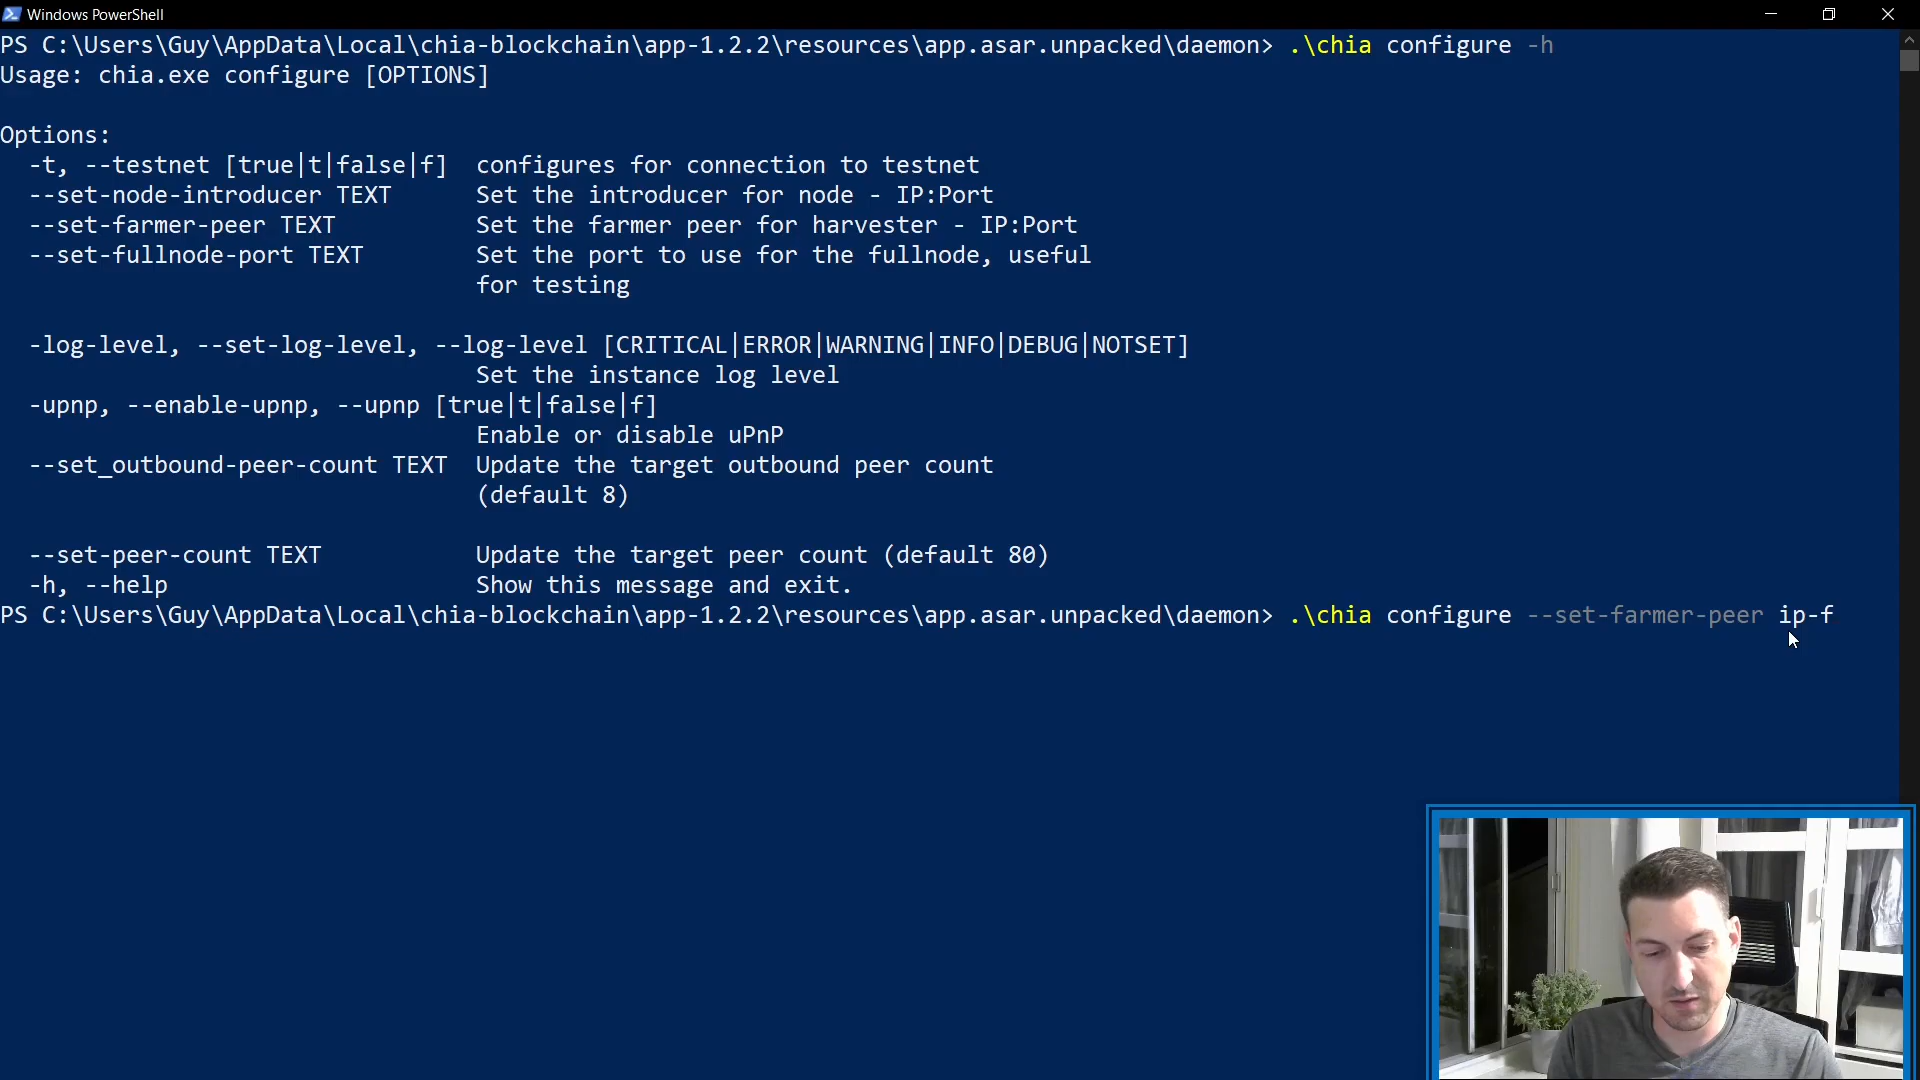 Windows PowerShell
PS C:\Users\Guy\AppData\Local\chia-blockchain\app-1.2.2\resources\app.asar.unpacked\daemon> .\chia configure -h
Usage: chia.exe configure [OPTIONS]
Options:
-t, --testnet [true|t|false|f]  configures for connection to testnet
--set-node-introducer TEXT      Set the introducer for node - IP:Port
--set-farmer-peer TEXT          Set the farmer peer for harvester - IP:Port
--set-fullnode-port TEXT        Set the port to use for the fullnode, useful
for testing
-log-level, --set-log-level, --log-level [CRITICAL|ERROR|WARNING|INFO|DEBUG|NOTSET]
Set the instance log level
-upnp, --enable-upnp, --upnp [true|t|false|f]
Enable or disable uPnP
--set_outbound-peer-count TEXT  Update the target outbound peer count
(default 8)
--set-peer-count TEXT           Update the target peer count (default 80)
-h, --help                      Show this message and exit.
PS C:\Users\Guy\AppData\Local\chia-blockchain\app-1.2.2\resources\app.asar.unpacked\daemon> .\chia configure --set-farmer-peer ip-f